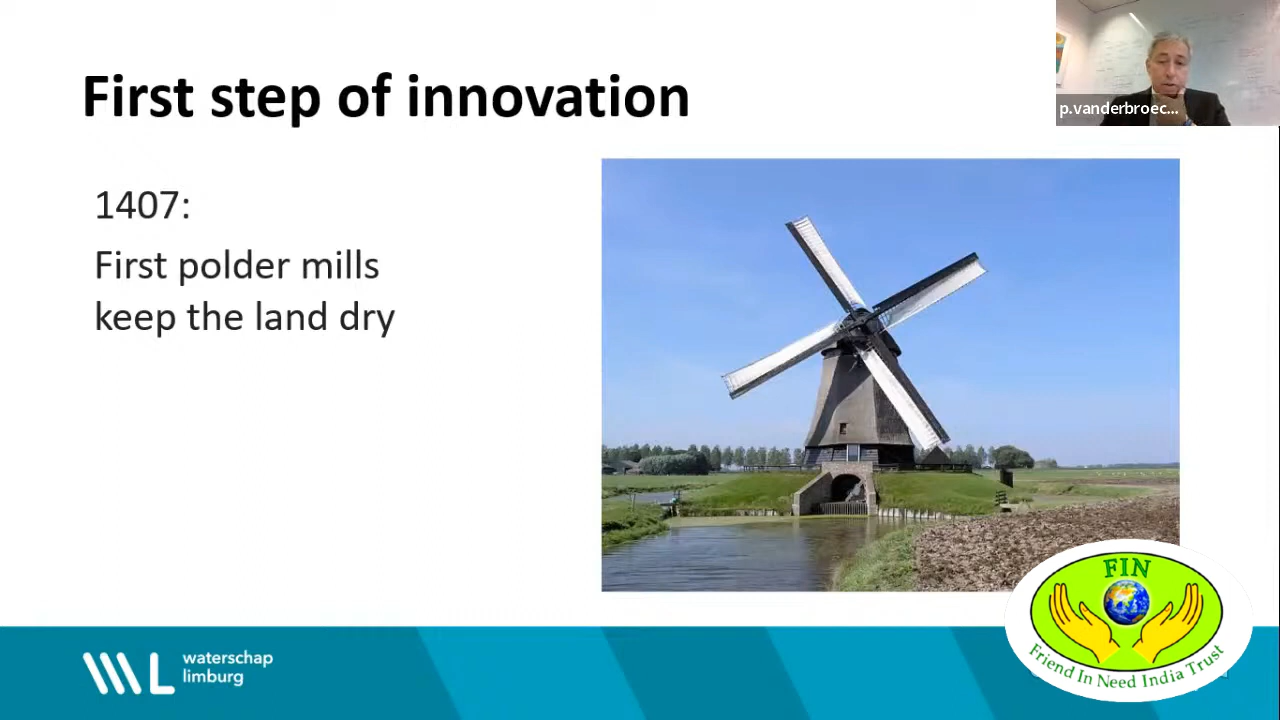 First step of innovation
p.vanderbroec...
1407:
First polder mills
keep the land dry
waterschap
limburg
FIN
Friend In Need India Trust